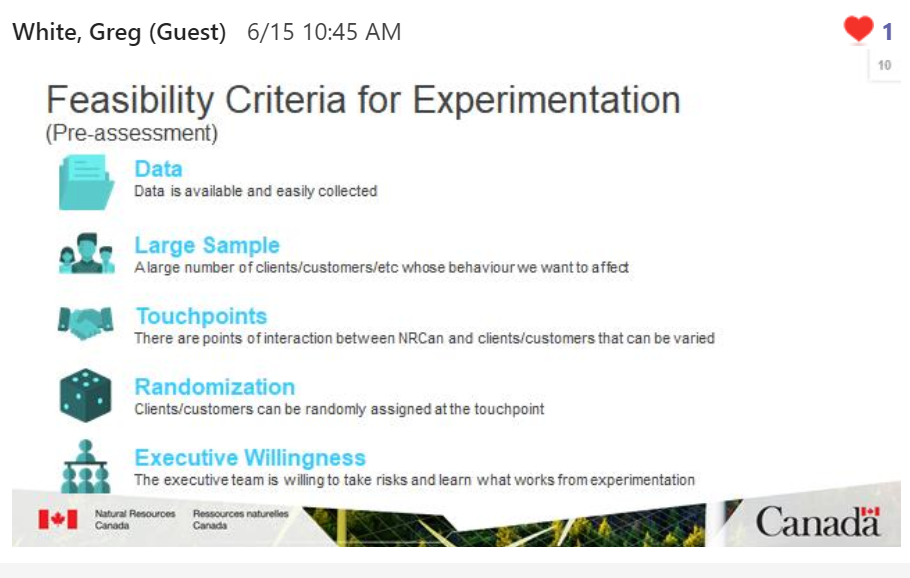 White, Greg (Guest) 6/15 10:45 AM
1
10
Feasibility Criteria for Experimentation
(Pre-assessment)
Data
Data is available and easily collected
Large Sample
A large number of clients/customers/etc whose behaviour we want to affect
Touchpoints
There are points of interaction between NRCan and clients/customers that can be varied
Randomization
Clients/customers can be randomly assigned at the touchpoint
Executive Willingness
The executive team is willing to take risks and learn what works from experimentation
Natural Resources Ressources naturelles
Canada Canada
Canada